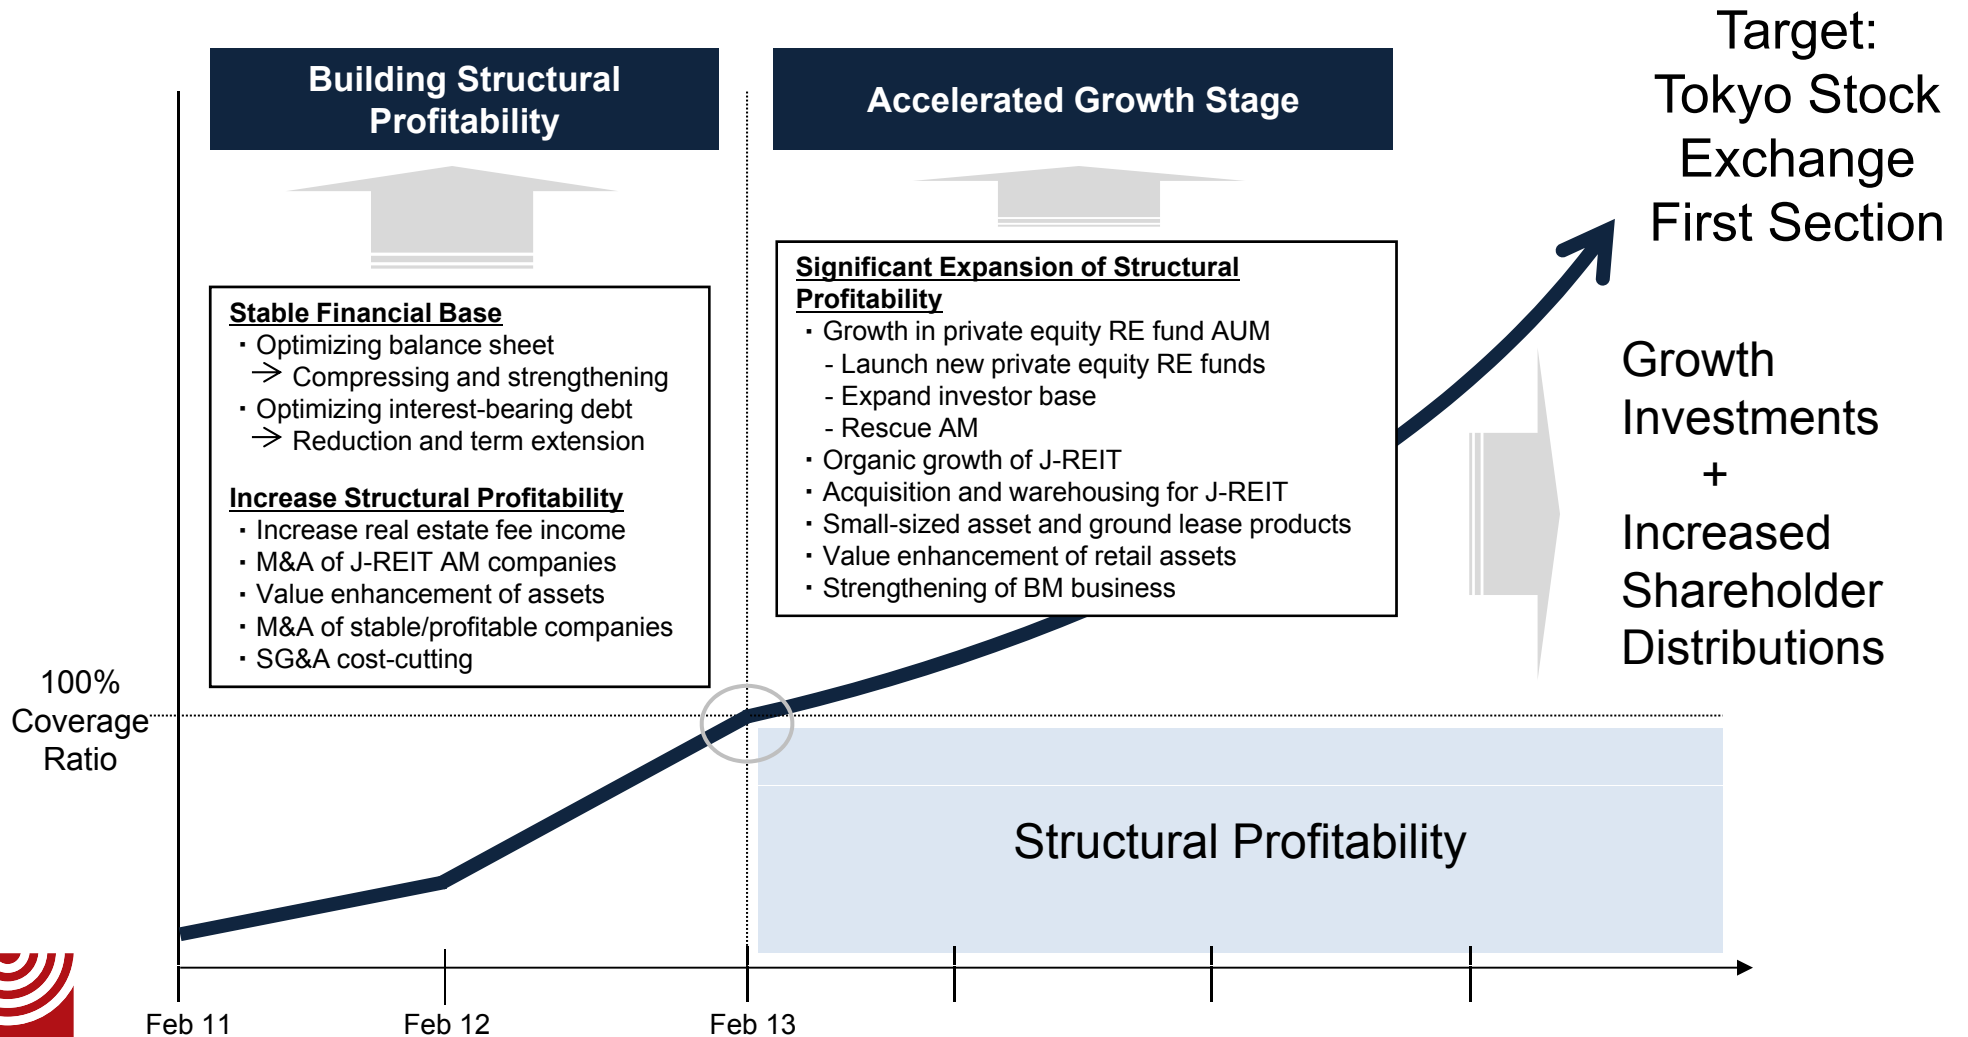 Building Structural
Profitability
Accelerated Growth Stage
Target:
Tokyo Stock
Exchange
First Section
Stable Financial Base
・Optimizing balance sheet
→ Compressing and strengthening
・Optimizing interest-bearing debt
→ Reduction and term extension
Increase Structural Profitability
・Increase real estate fee income
・M&A of J-REIT AM companies
・Value enhancement of assets
・M&A of stable/profitable companies
・SG&A cost-cutting
Significant Expansion of Structural
Profitability
・Growth in private equity RE fund AUM
- Launch new private equity RE funds
- Expand investor base
- Rescue AM
・Organic growth of J-REIT
・Acquisition and warehousing for J-REIT
・Small-sized asset and ground lease products
・Value enhancement of retail assets
・Strengthening of BM business
Growth
Investments
+
Increased
Shareholder
Distributions
100%
Coverage
Ratio
Structural Profitability
Feb 11
Feb 12
Feb 13